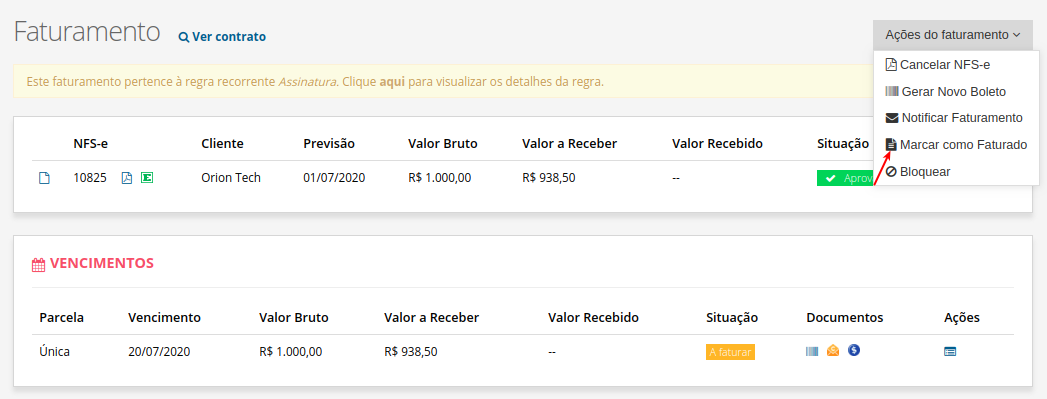 Faturamento Ver contrato Ações do faturamento
Cancelar NFS-e
Este faturamento pertence à regra recorrente Assinatura. Clique aqui para visualizar os detalhes da regra.
Gerar Novo Boleto
Notificar Faturamento
Marcar como Faturado
Bloquear
NFS-e Cliente Previsão Valor Bruto Valor a Receber Valor Recebido Situação
10825 Orion Tech 01/07/2020 R$ 1.000,00 R$ 938,50 -- Aprov
VENCIMENTOS
Parcela Vencimento Valor Bruto Valor a Receber Valor Recebido Situação Documentos Ações
Única 20/07/2020 R$ 1.000,00 R$ 938,50 -- A faturar